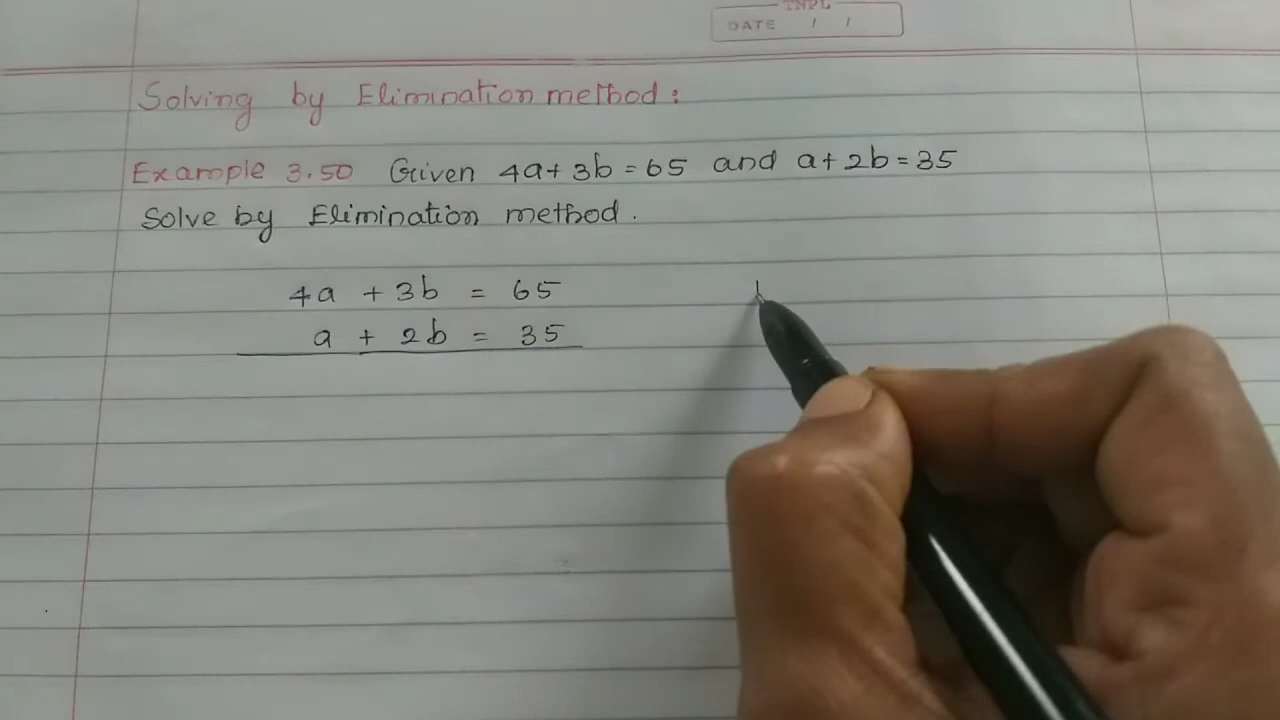 TNPL
DATE / /
Solving by Elimination method:
Example 3.50 Given 4a+3b=65 and a+2b=35
Solve by Elimination method.
4a + 3b = 65
a + 2b = 35